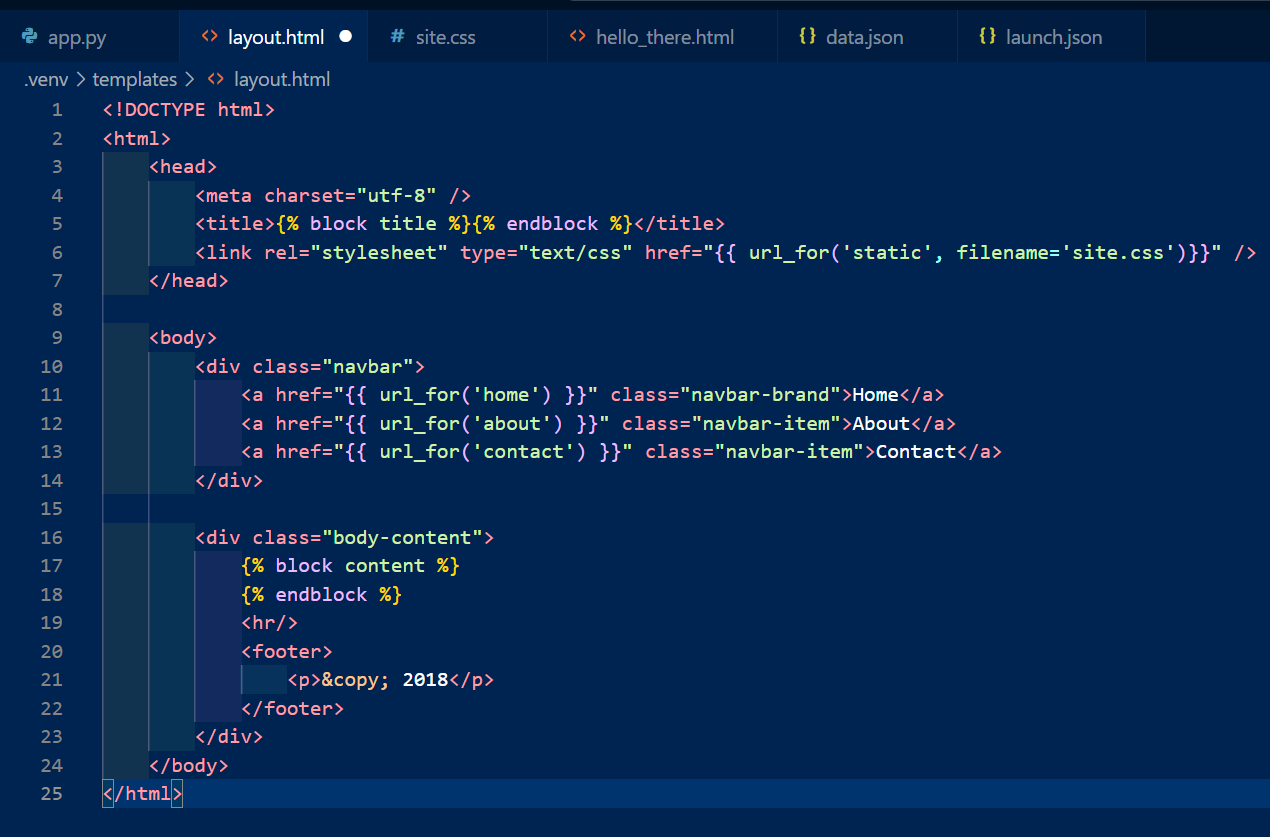 app.py layout.html site.css hello_there.html data.json launch.json
.venv > templates > layout.html
1 <!DOCTYPE html>
2 <html>
3     <head>
4         <meta charset="utf-8" />
5         <title>{% block title %}{% endblock %}</title>
6         <link rel="stylesheet" type="text/css" href="{{ url_for('static', filename='site.css')}}" />
7     </head>
8
9     <body>
10         <div class="navbar">
11             <a href="{{ url_for('home') }}" class="navbar-brand">Home</a>
12             <a href="{{ url_for('about') }}" class="navbar-item">About</a>
13             <a href="{{ url_for('contact') }}" class="navbar-item">Contact</a>
14         </div>
15
16         <div class="body-content">
17             {% block content %}
18             {% endblock %}
19             <hr/>
20             <footer>
21                 <p>&copy; 2018</p>
22             </footer>
23         </div>
24     </body>
25 </html>